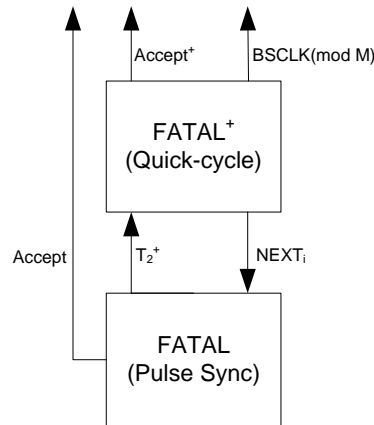 Accept⁺
BSCLK(mod M)
FATAL⁺
(Quick-cycle)
Accept
T₂⁺
NEXTᵢ
FATAL
(Pulse Sync)